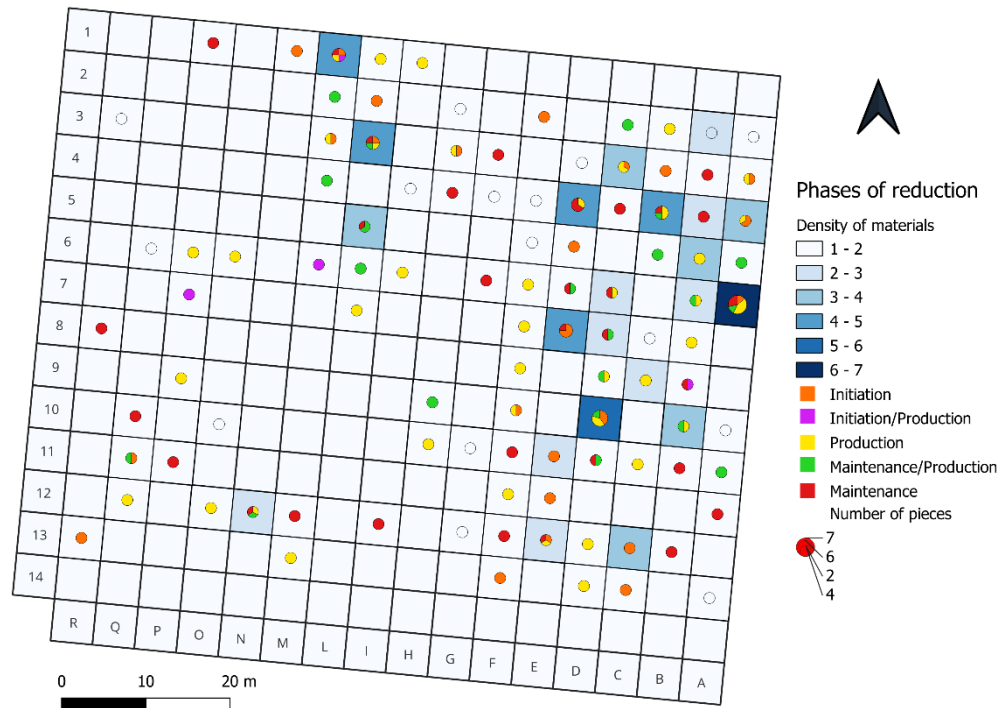 1
2
3
4
5
6
7
8
9
10
11
12
13
14
R Q P O N M L I H G F E D C B A
0 10 20 m
Phases of reduction
Density of materials
1 - 2
2 - 3
3 - 4
4 - 5
5 - 6
6 - 7
Initiation
Initiation/Production
Production
Maintenance/Production
Maintenance
Number of pieces
7
6
2
4